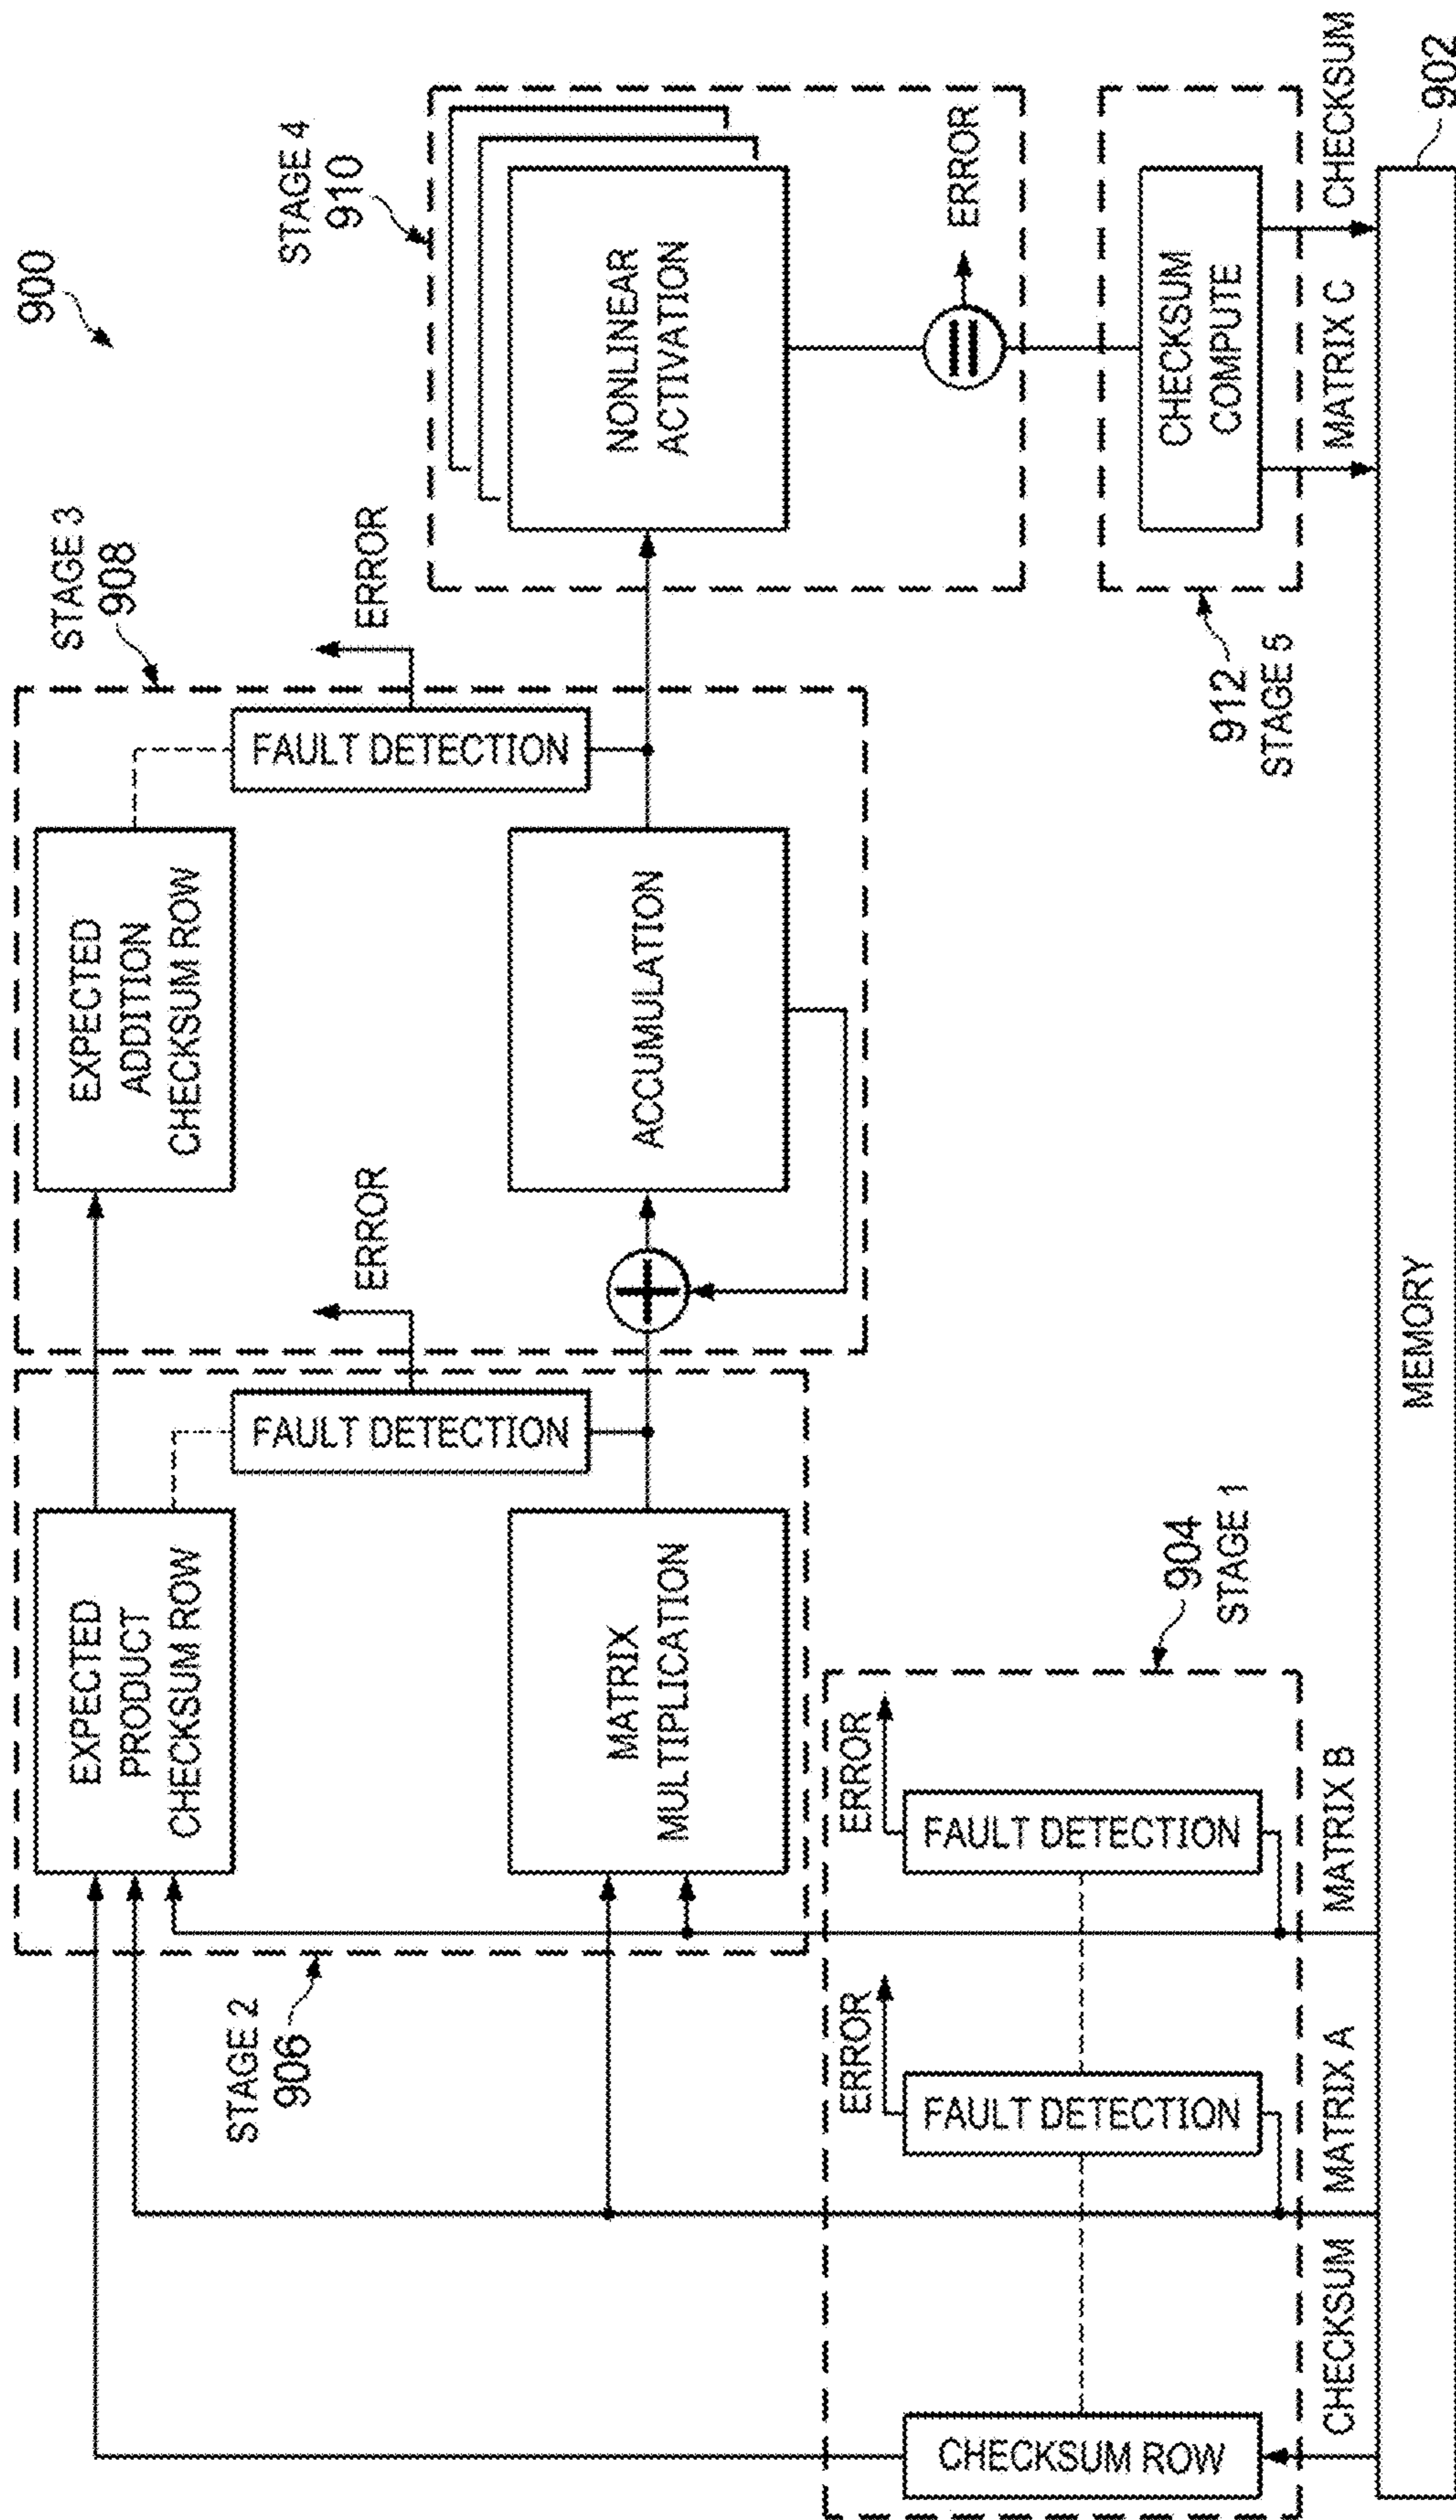 900
STAGE 3
908
STAGE 4
910
EXPECTED
PRODUCT
CHECKSUM ROW
EXPECTED
ADDITION
CHECKSUM ROW
STAGE 2
906
FAULT DETECTION
ERROR
FAULT DETECTION
ERROR
MATRIX
MULTIPLICATION
ACCUMULATION
NONLINEAR
ACTIVATION
ERROR
ERROR
ERROR
CHECKSUM ROW
FAULT DETECTION
FAULT DETECTION
904
STAGE 1
912
STAGE 5
CHECKSUM
COMPUTE
CHECKSUM
MATRIX A
MATRIX B
MATRIX C
CHECKSUM
MEMORY
902